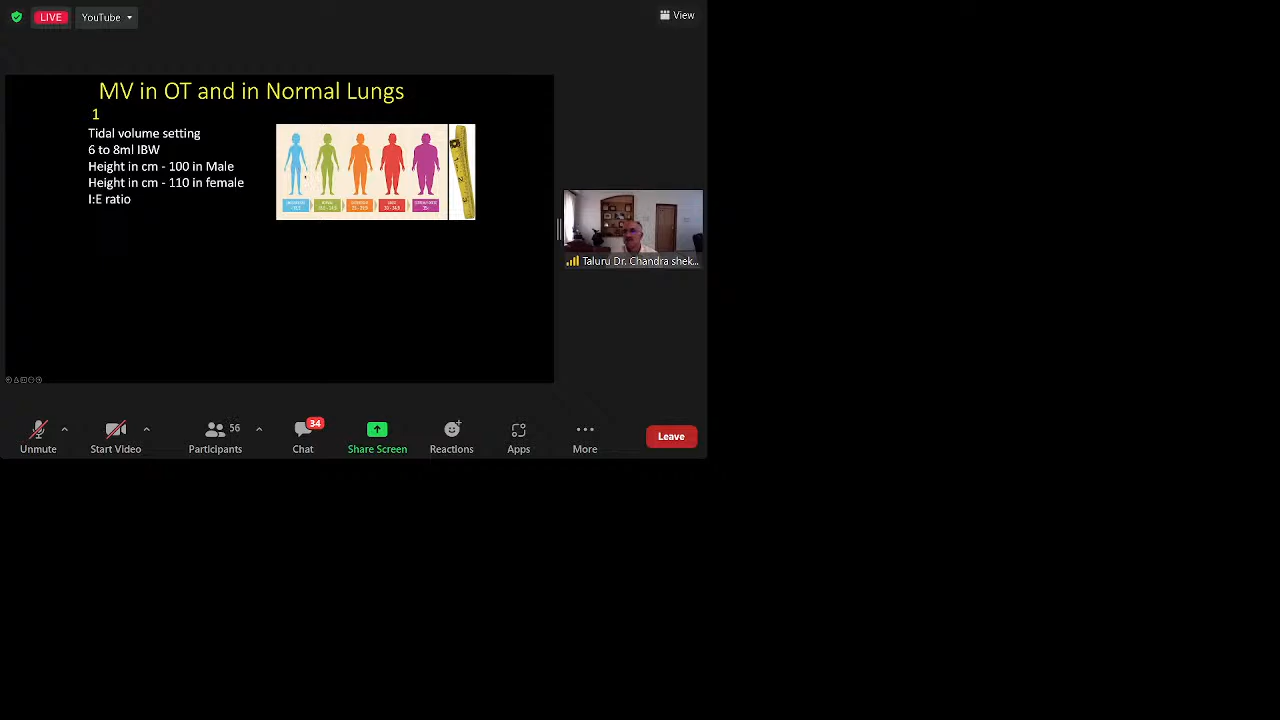 LIVE
YouTube
View
MV in OT and in Normal Lungs
1
Tidal volume setting
6 to 8ml IBW
Height in cm - 100 in Male
Height in cm - 110 in female
I:E ratio
Taluru Dr. Chandra shek...
56
34
Unmute
Start Video
Participants
Chat
Share Screen
Reactions
Apps
More
Leave